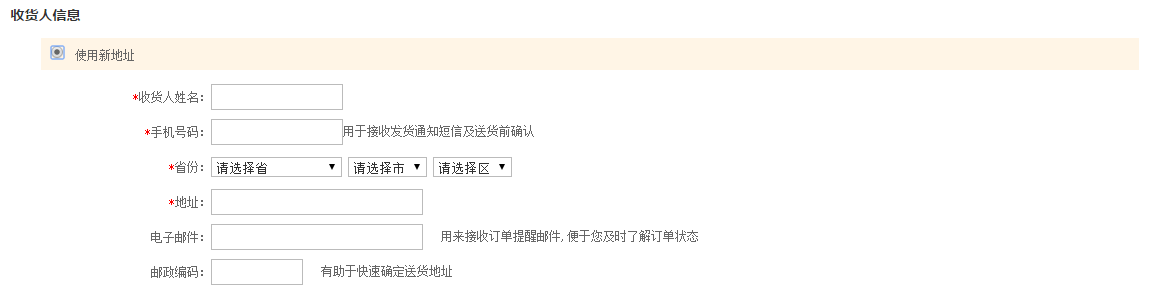 收货人信息
使用新地址
*收货人姓名：
*手机号码： 用于接收发货通知短信及送货前确认
*省份： 请选择省 请选择市 请选择区
*地址：
电子邮件： 用来接收订单提醒邮件, 便于您及时了解订单状态
邮政编码： 有助于快速确定送货地址